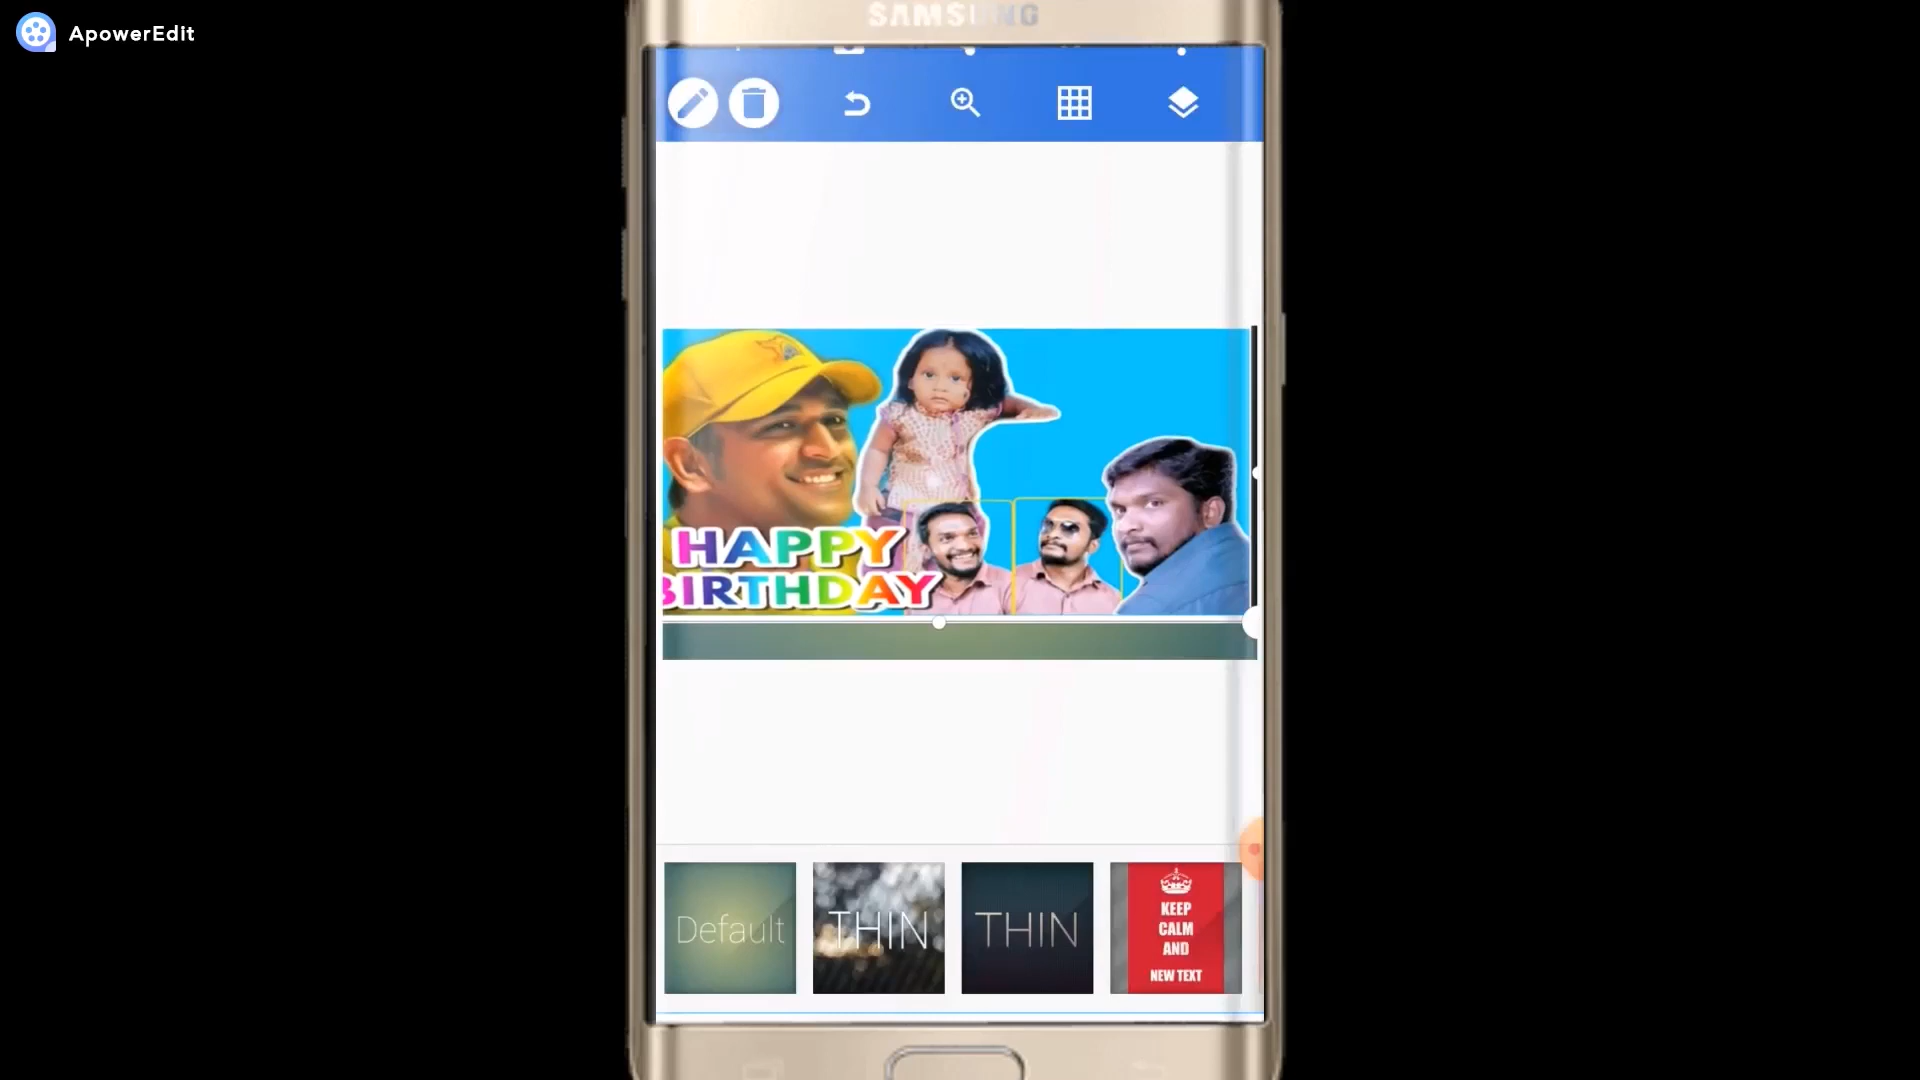 ApowerEdit
SAMSUNG
HAPPY
BIRTHDAY
Default
THIN
THIN
KEEP
CALM
AND
NEW TEXT